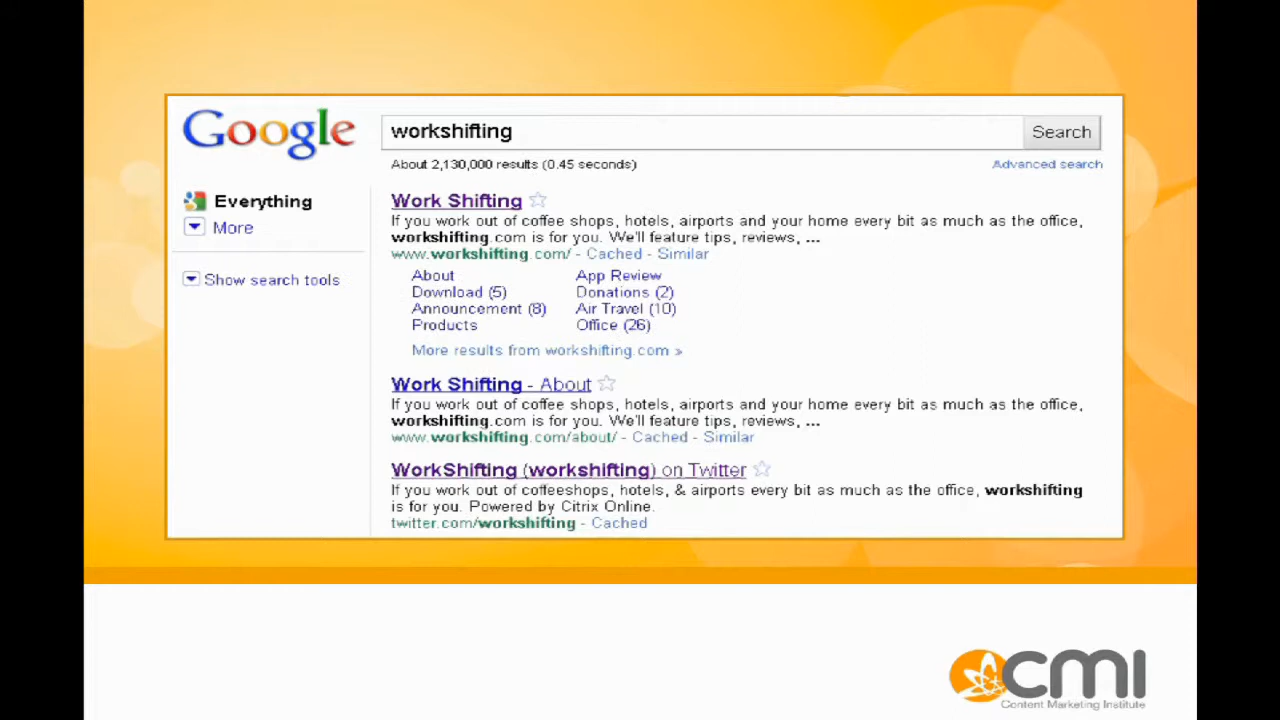 Google
workshifting
Search
About 2,130,000 results (0.45 seconds)
Advanced search
Everything
More
Show search tools
Work Shifting
If you work out of coffee shops, hotels, airports and your home every bit as much as the office,
workshifting.com is for you. We'll feature tips, reviews, ...
www.workshifting.com/ - Cached - Similar
About App Review
Download (5) Donations (2)
Announcement (8) Air Travel (10)
Products Office (26)
More results from workshifting.com »
Work Shifting - About
If you work out of coffee shops, hotels, airports and your home every bit as much as the office,
workshifting.com is for you. We'll feature tips, reviews, ...
www.workshifting.com/about/ - Cached - Similar
WorkShifting (workshifting) on Twitter
If you work out of coffeeshops, hotels, & airports every bit as much as the office, workshifting
is for you. Powered by Citrix Online.
twitter.com/workshifting - Cached
CMI
Content Marketing Institute